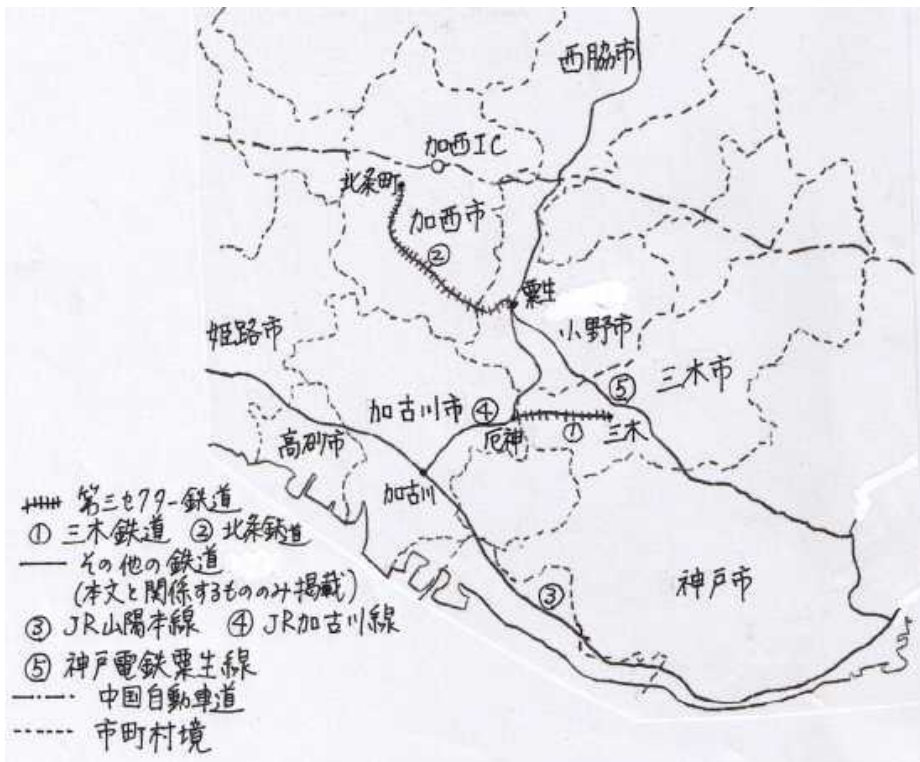 西脇市
加西IC
北条町
加西市
②
粟生
小野市
姫路市
三木市
⑤
加古川市
④
厄神
①
三木
高砂市
加古川
神戸市
③
第三セクター鉄道
① 三木鉄道 ② 北条鉄道
その他の鉄道
(本文と関係するもののみ掲載)
③ JR山陽本線 ④ JR加古川線
⑤ 神戸電鉄粟生線
中国自動車道
市町村境